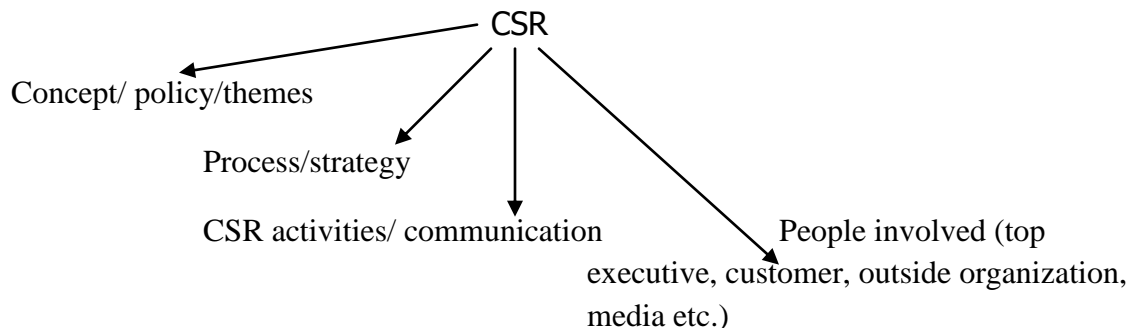 CSR
Concept/ policy/themes
Process/strategy
CSR activities/ communication
People involved (top
executive, customer, outside organization,
media etc.)